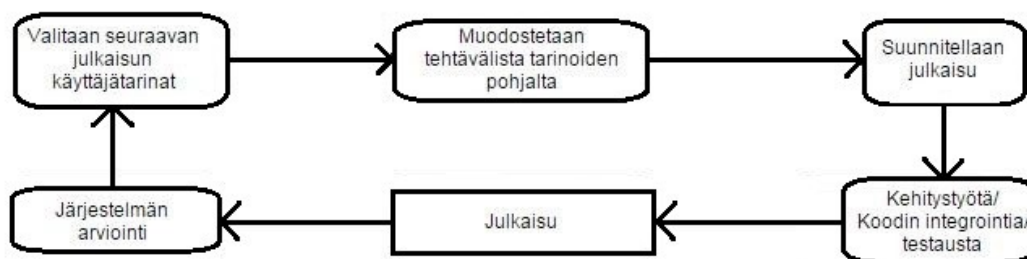 Valitaan seuraavan
julkaisun
käyttäjätarinat
Muodostetaan
tehtävälista tarinoiden
pohjalta
Suunnitellaan
julkaisu
Kehitystyötä/
Koodin integrointia/
testausta
Julkaisu
Järjestelmän
arviointi